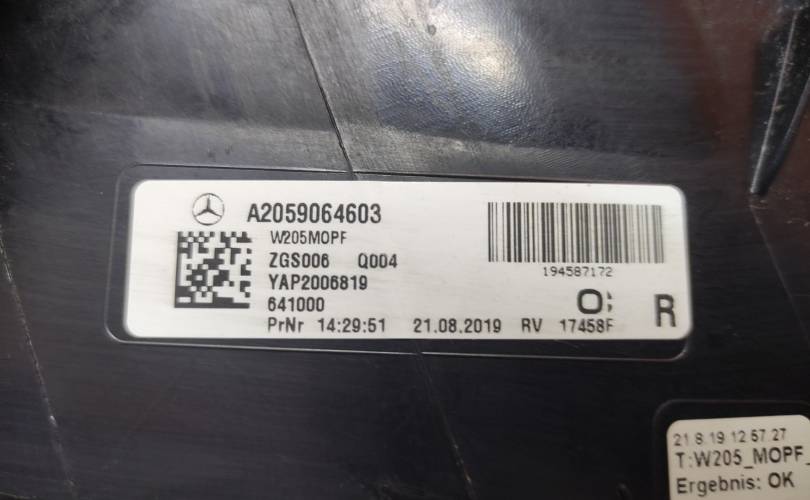 A2059064603
W205MOPF
ZGS006 Q004
YAP2006819
641000
PrNr 14:29:51 21.08.2019 RV 17458F
194587172
R
21 8 19 12 57 27
T:W205_MOPF_
Ergebnis: OK